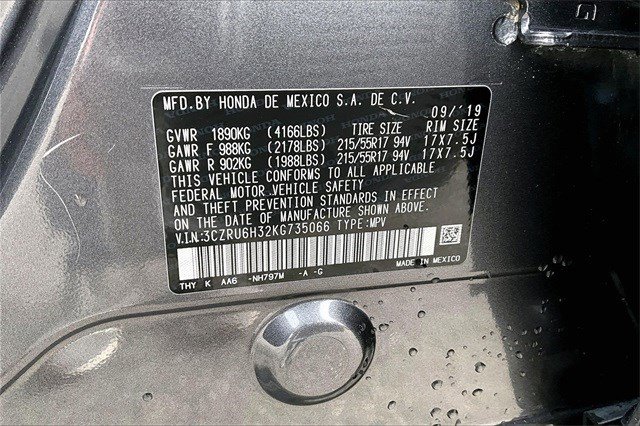 MFD.BY HONDA DE MEXICO S.A. DE C.V. 09/'19
GVWR 1890KG (4166LBS) TIRE SIZE RIM SIZE
GAWR F 988KG (2178LBS) 215/55R17 94V 17X7.5J
GAWR R 902KG (1988LBS) 215/55R17 94V 17X7.5J
THIS VEHICLE CONFORMS TO ALL APPLICABLE
FEDERAL MOTOR VEHICLE SAFETY
AND THEFT PREVENTION STANDARDS IN EFFECT
ON THE DATE OF MANUFACTURE SHOWN ABOVE.
V.I.N:3CZRU6H32KG735066 TYPE:MPV
THY K AA6 -NH797M -A -G MADE IN MEXICO